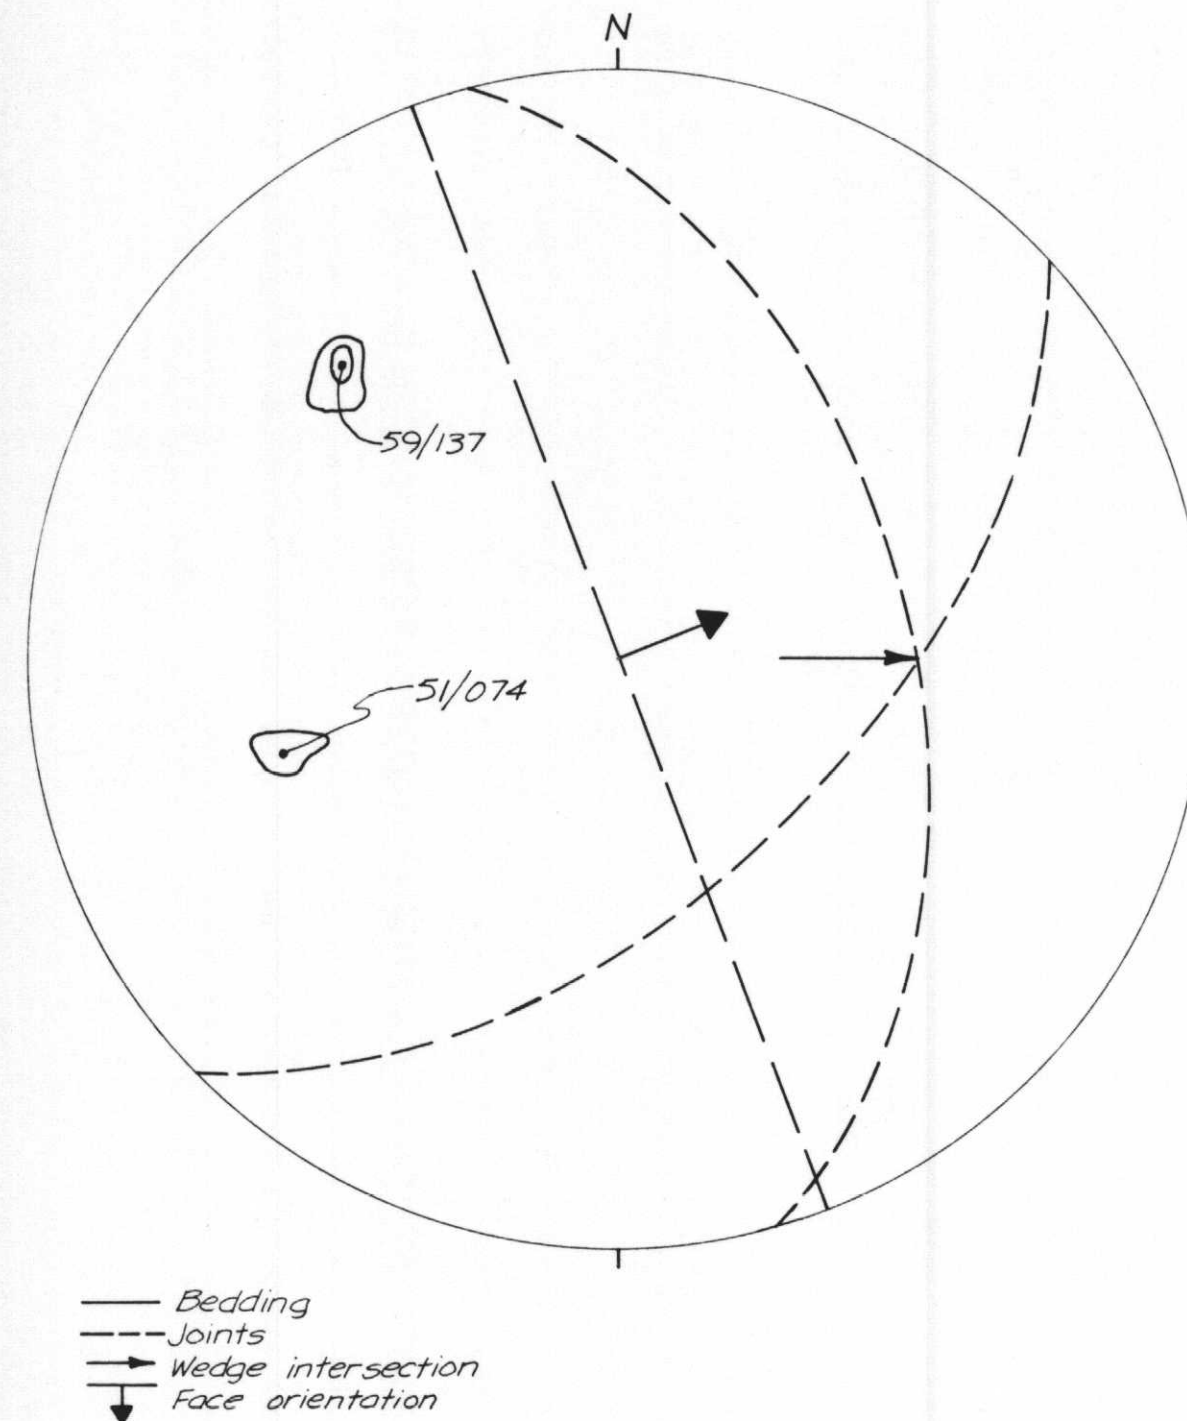 N
59/137
51/074
Bedding
Joints
Wedge intersection
Face orientation